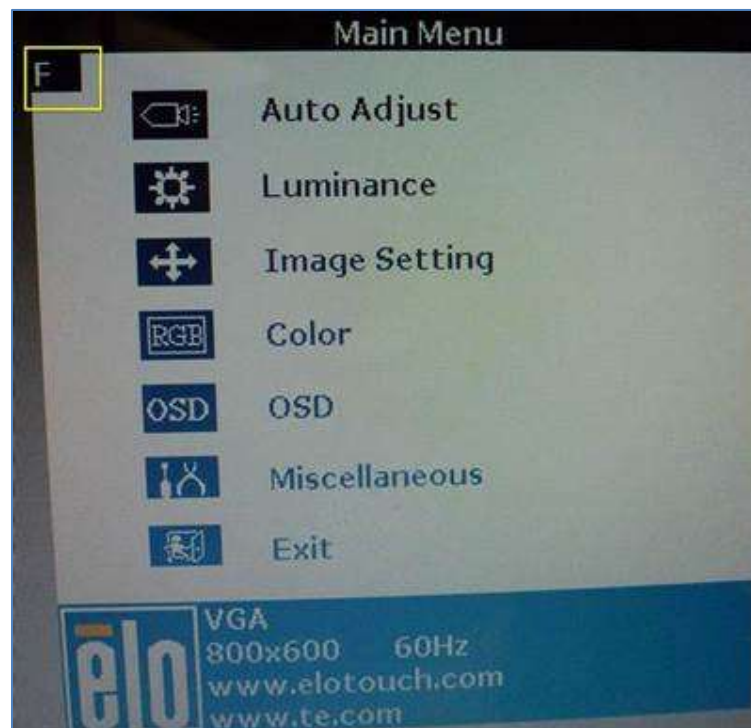 Main Menu
F
Auto Adjust
Luminance
Image Setting
RGB Color
OSD OSD
Miscellaneous
Exit
elo
VGA
800x600 60Hz
www.elotouch.com
www.te.com